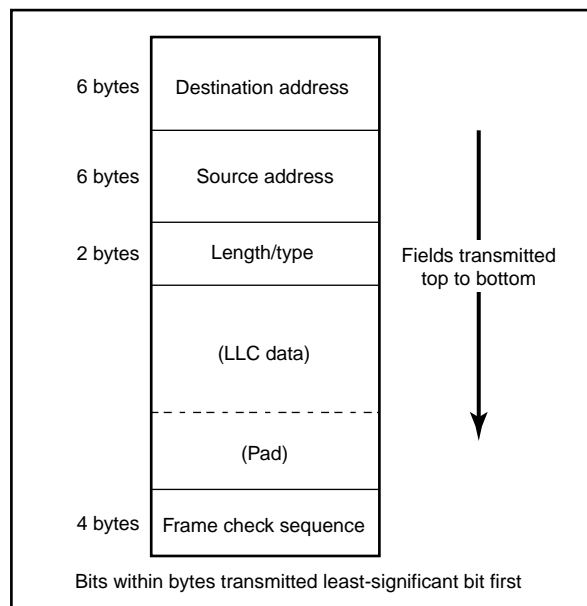 6 bytes Destination address
6 bytes Source address
2 bytes Length/type
Fields transmitted
top to bottom
(LLC data)
(Pad)
4 bytes Frame check sequence
Bits within bytes transmitted least-significant bit first